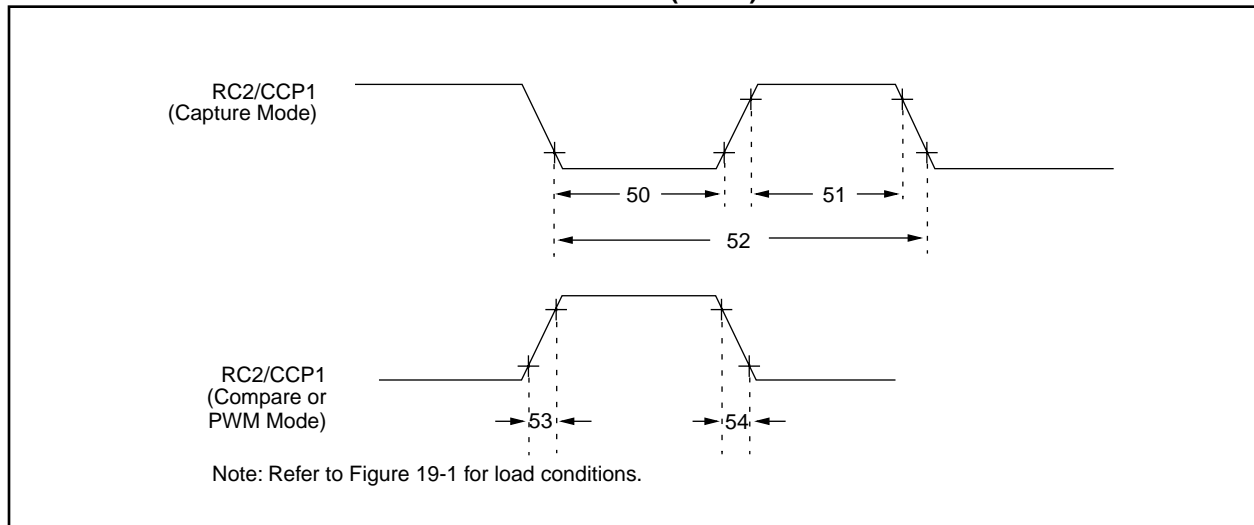 RC2/CCP1
(Capture Mode)
50
51
52
RC2/CCP1
(Compare or
PWM Mode)
53
54
Note: Refer to Figure 19-1 for load conditions.